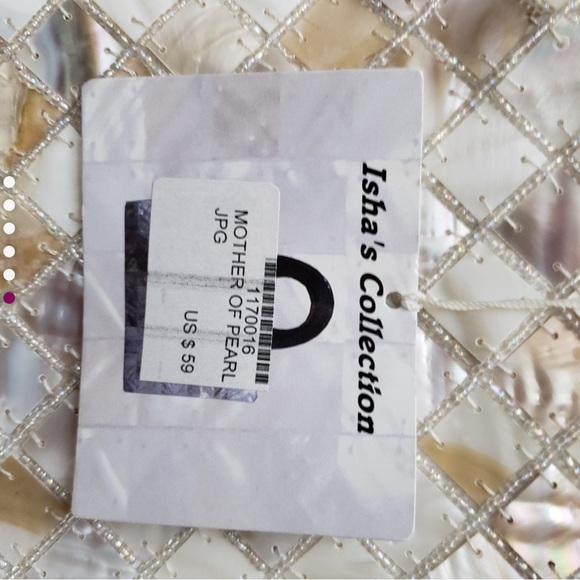 Isha's Collection
1170016
MOTHER OF PEARL
JPG
US $ 59